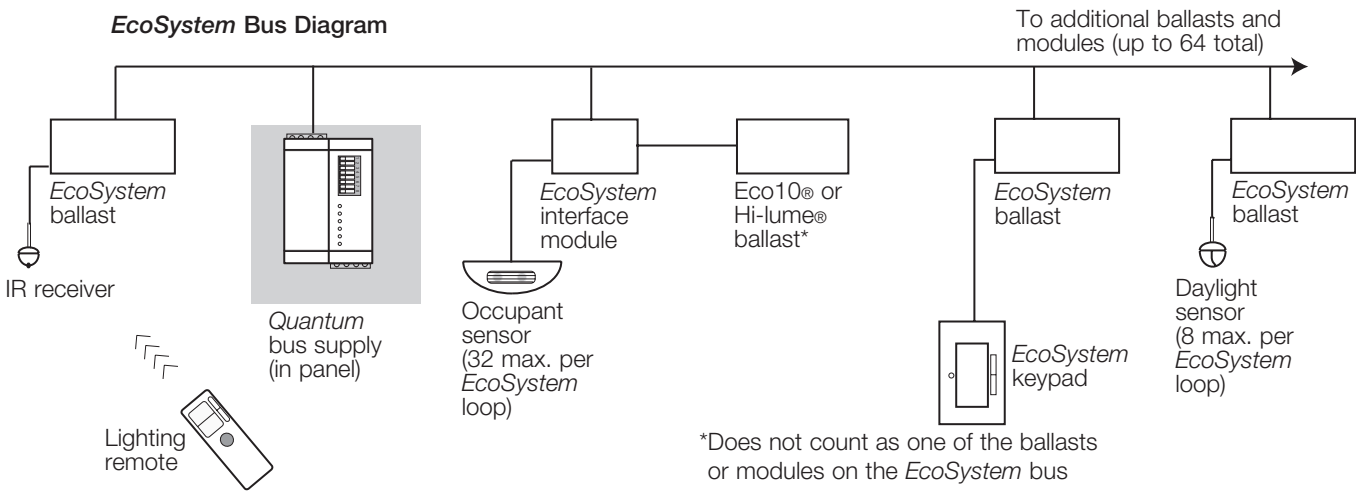 EcoSystem Bus Diagram
To additional ballasts and
modules (up to 64 total)
EcoSystem
ballast
IR receiver
Lighting
remote
Quantum
bus supply
(in panel)
EcoSystem
interface
module
Occupant
sensor
(32 max. per
EcoSystem
loop)
Eco10® or
Hi-lume®
ballast*
EcoSystem
ballast
EcoSystem
keypad
EcoSystem
ballast
Daylight
sensor
(8 max. per
EcoSystem
loop)
*Does not count as one of the ballasts
or modules on the EcoSystem bus